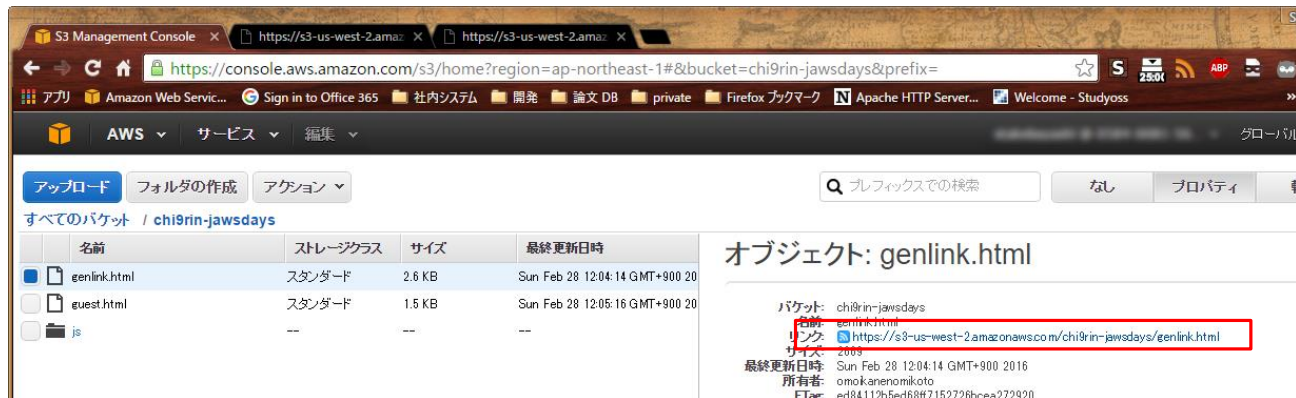 S3 Management Console × https://s3-us-west-2.amaz × https://s3-us-west-2.amaz ×
https://console.aws.amazon.com/s3/home?region=ap-northeast-1#&bucket=chi9rin-jawsdays&prefix= S 25:00 ABP
アプリ Amazon Web Servic... Sign in to Office 365 社内システム 開発 論文 DB private Firefox ブックマーク N Apache HTTP Server... Welcome - Studyoss »
AWS サービス 編集 グローバル
アップロード フォルダの作成 アクション プレフィックスでの検索 なし プロパティ
すべてのバケット / chi9rin-jawsdays
名前 ストレージクラス サイズ 最終更新日時
genlink.html スタンダード 2.6 KB Sun Feb 28 12:04:14 GMT+900 20
guest.html スタンダード 1.5 KB Sun Feb 28 12:05:16 GMT+900 20
js -- -- --
オブジェクト: genlink.html
バケット: chi9rin-jawsdays
名前: genlink.html
リンク: https://s3-us-west-2.amazonaws.com/chi9rin-jawsdays/genlink.html
サイズ: 2609
最終更新日時: Sun Feb 28 12:04:14 GMT+900 2016
所有者: omoikanenomikoto
ETag: ed84112b5ed68ff7152726bcea272920